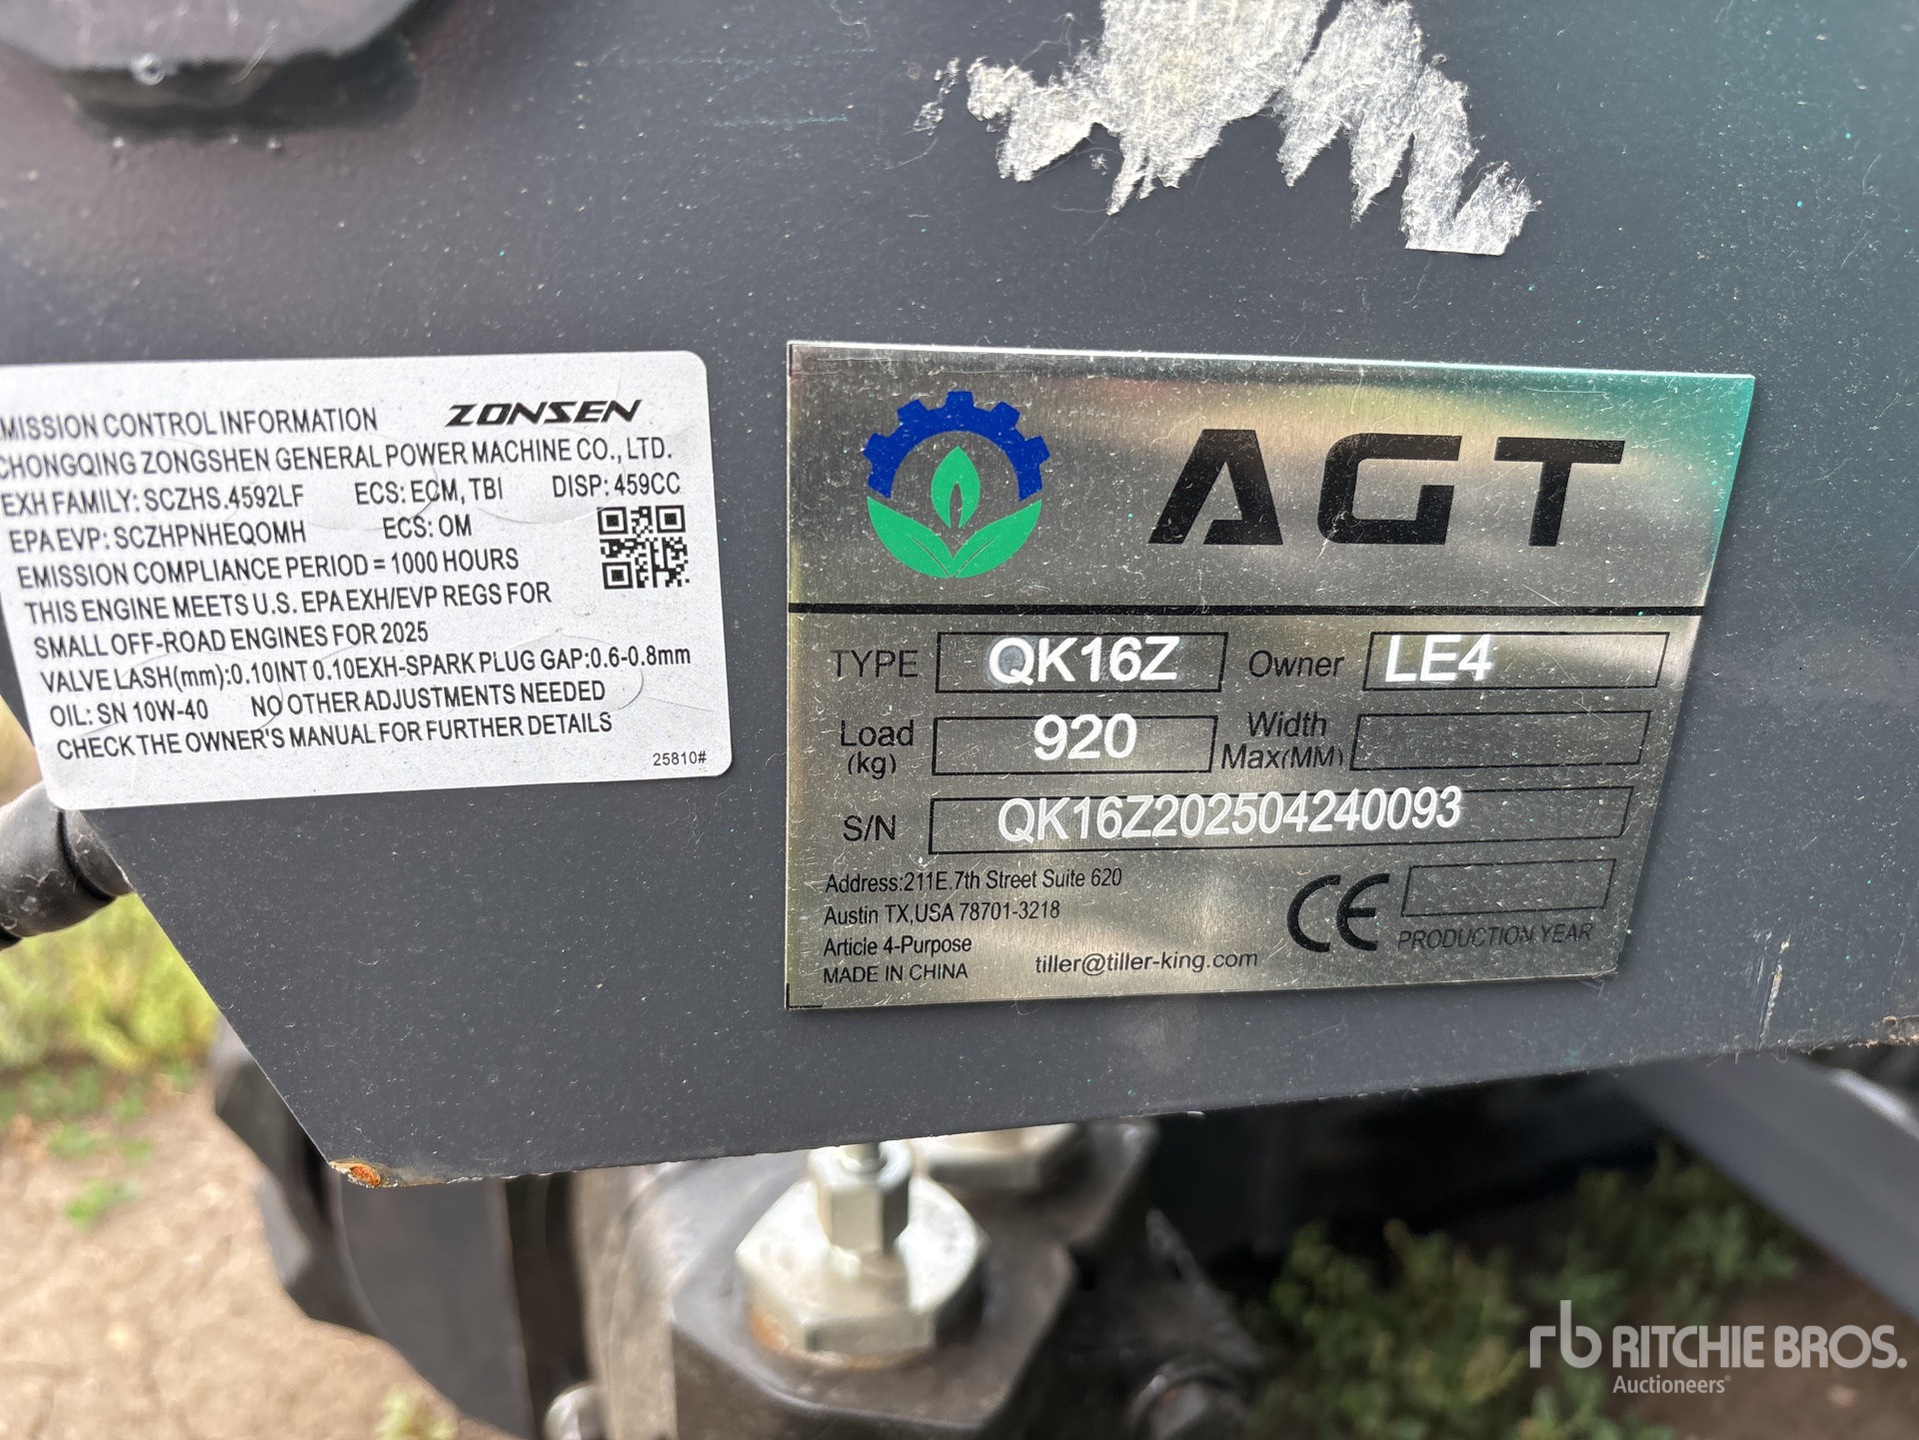 MISSION CONTROL INFORMATION ZONSEN
CHONGQING ZONGSHEN GENERAL POWER MACHINE CO., LTD.
EXH FAMILY: SCZHS.4592LF ECS: ECM, TBI DISP: 459CC
EPA EVP: SCZHPNHEQOMH ECS: OM
EMISSION COMPLIANCE PERIOD = 1000 HOURS
THIS ENGINE MEETS U.S. EPA EXH/EVP REGS FOR
SMALL OFF-ROAD ENGINES FOR 2025
VALVE LASH(mm):0.10INT 0.10EXH-SPARK PLUG GAP:0.6-0.8mm
OIL: SN 10W-40 NO OTHER ADJUSTMENTS NEEDED
CHECK THE OWNER'S MANUAL FOR FURTHER DETAILS
25810#
AGT
TYPE QK16Z Owner LE4
Load (kg) 920 Width Max(MM)
S/N QK16Z202504240093
Address:211E.7th Street Suite 620
Austin TX,USA 78701-3218
Article 4-Purpose
MADE IN CHINA tiller@tiller-king.com
CE PRODUCTION YEAR
rb RITCHIE BROS.
Auctioneers